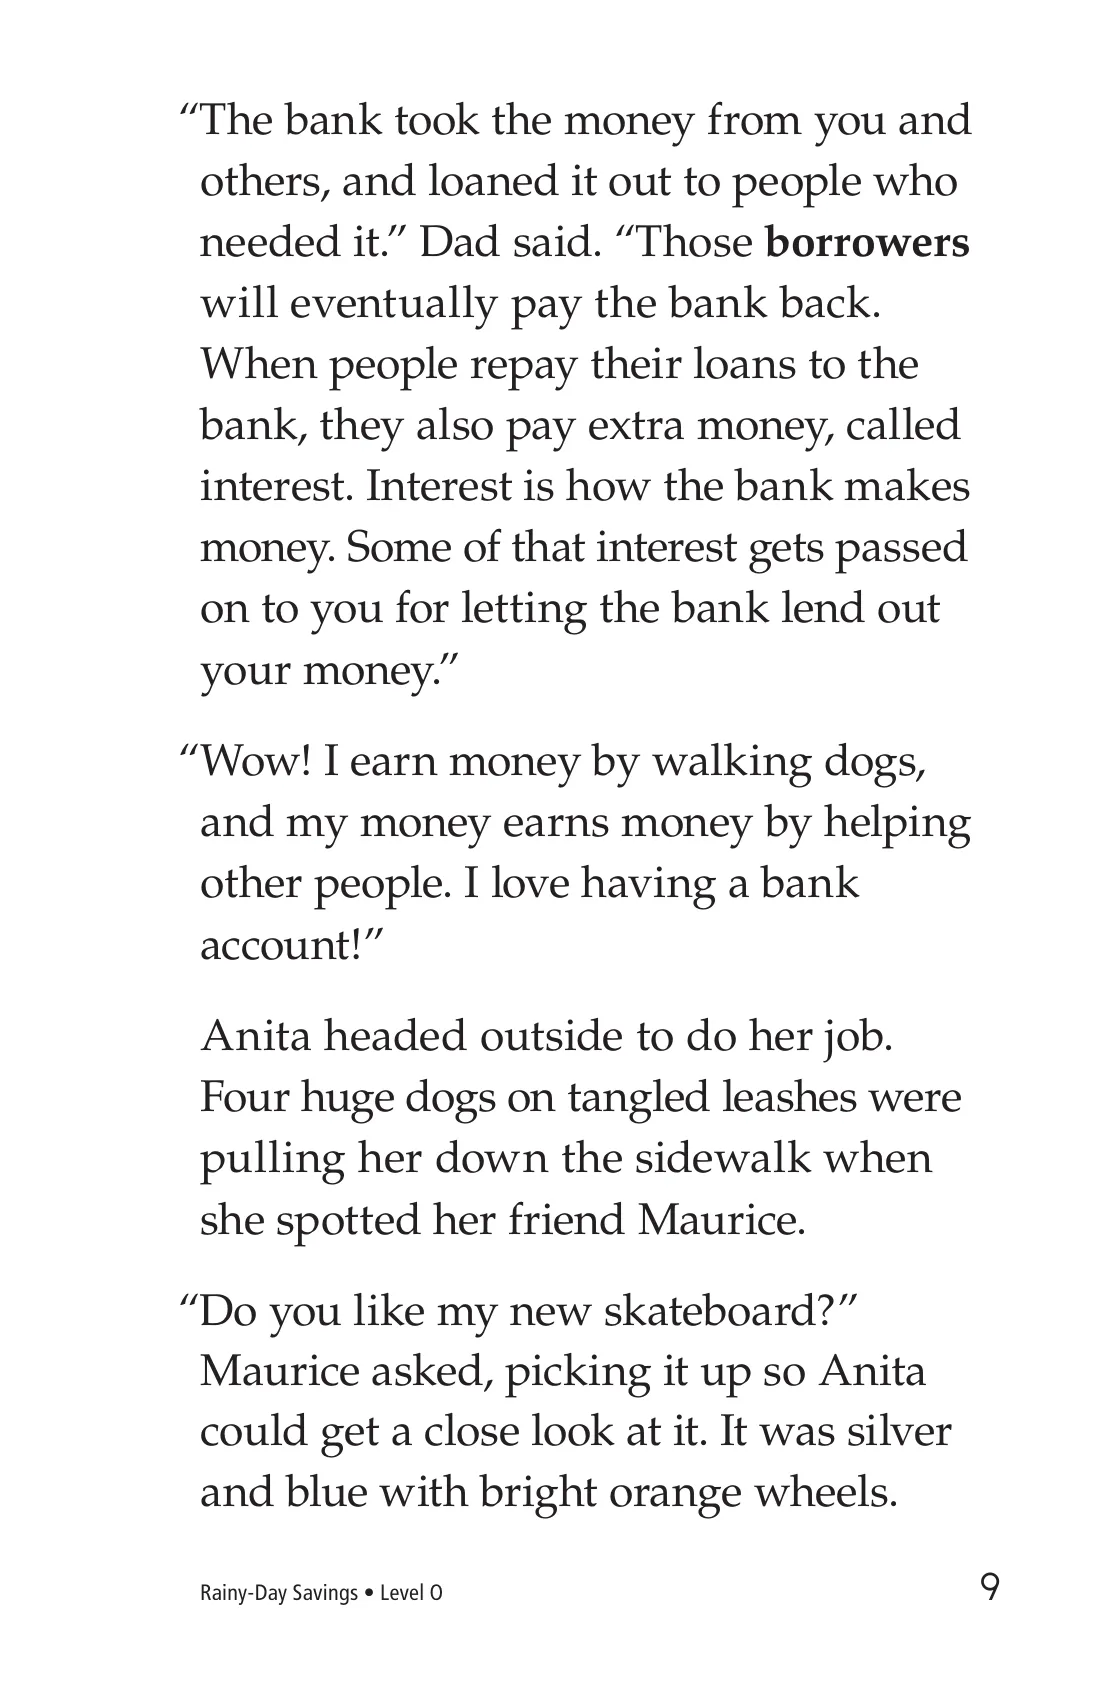 “The bank took the money from you and
others, and loaned it out to people who
needed it.” Dad said. “Those borrowers
will eventually pay the bank back.
When people repay their loans to the
bank, they also pay extra money, called
interest. Interest is how the bank makes
money. Some of that interest gets passed
on to you for letting the bank lend out
your money.”
“Wow! I earn money by walking dogs,
and my money earns money by helping
other people. I love having a bank
account!”
Anita headed outside to do her job.
Four huge dogs on tangled leashes were
pulling her down the sidewalk when
she spotted her friend Maurice.
“Do you like my new skateboard?”
Maurice asked, picking it up so Anita
could get a close look at it. It was silver
and blue with bright orange wheels.
Rainy-Day Savings • Level O
9